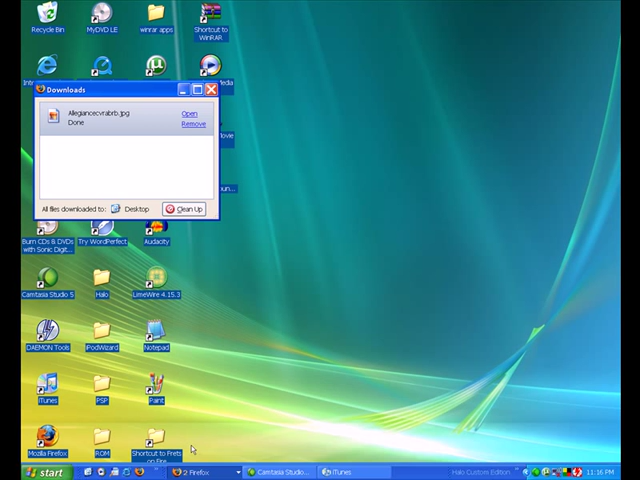 Recycle Bin
MyDVD LE
winrar apps
Shortcut to
WinRAR
Downloads
Allegiancecvrabrb.jpg
Done
Open
Remove
All files downloaded to:
Desktop
Clean Up
Burn CDs & DVDs
with Sonic Digit...
Try WordPerfect
Audacity
Camtasia Studio 5
Halo
LimeWire 4.15.3
DAEMON Tools
iPodWizard
Notepad
iTunes
PSP
Paint
Mozilla Firefox
ROM
Shortcut to Frets
on Fire
start
2 Firefox
Camtasia Studio...
iTunes
Halo Custom Edition
11:16 PM